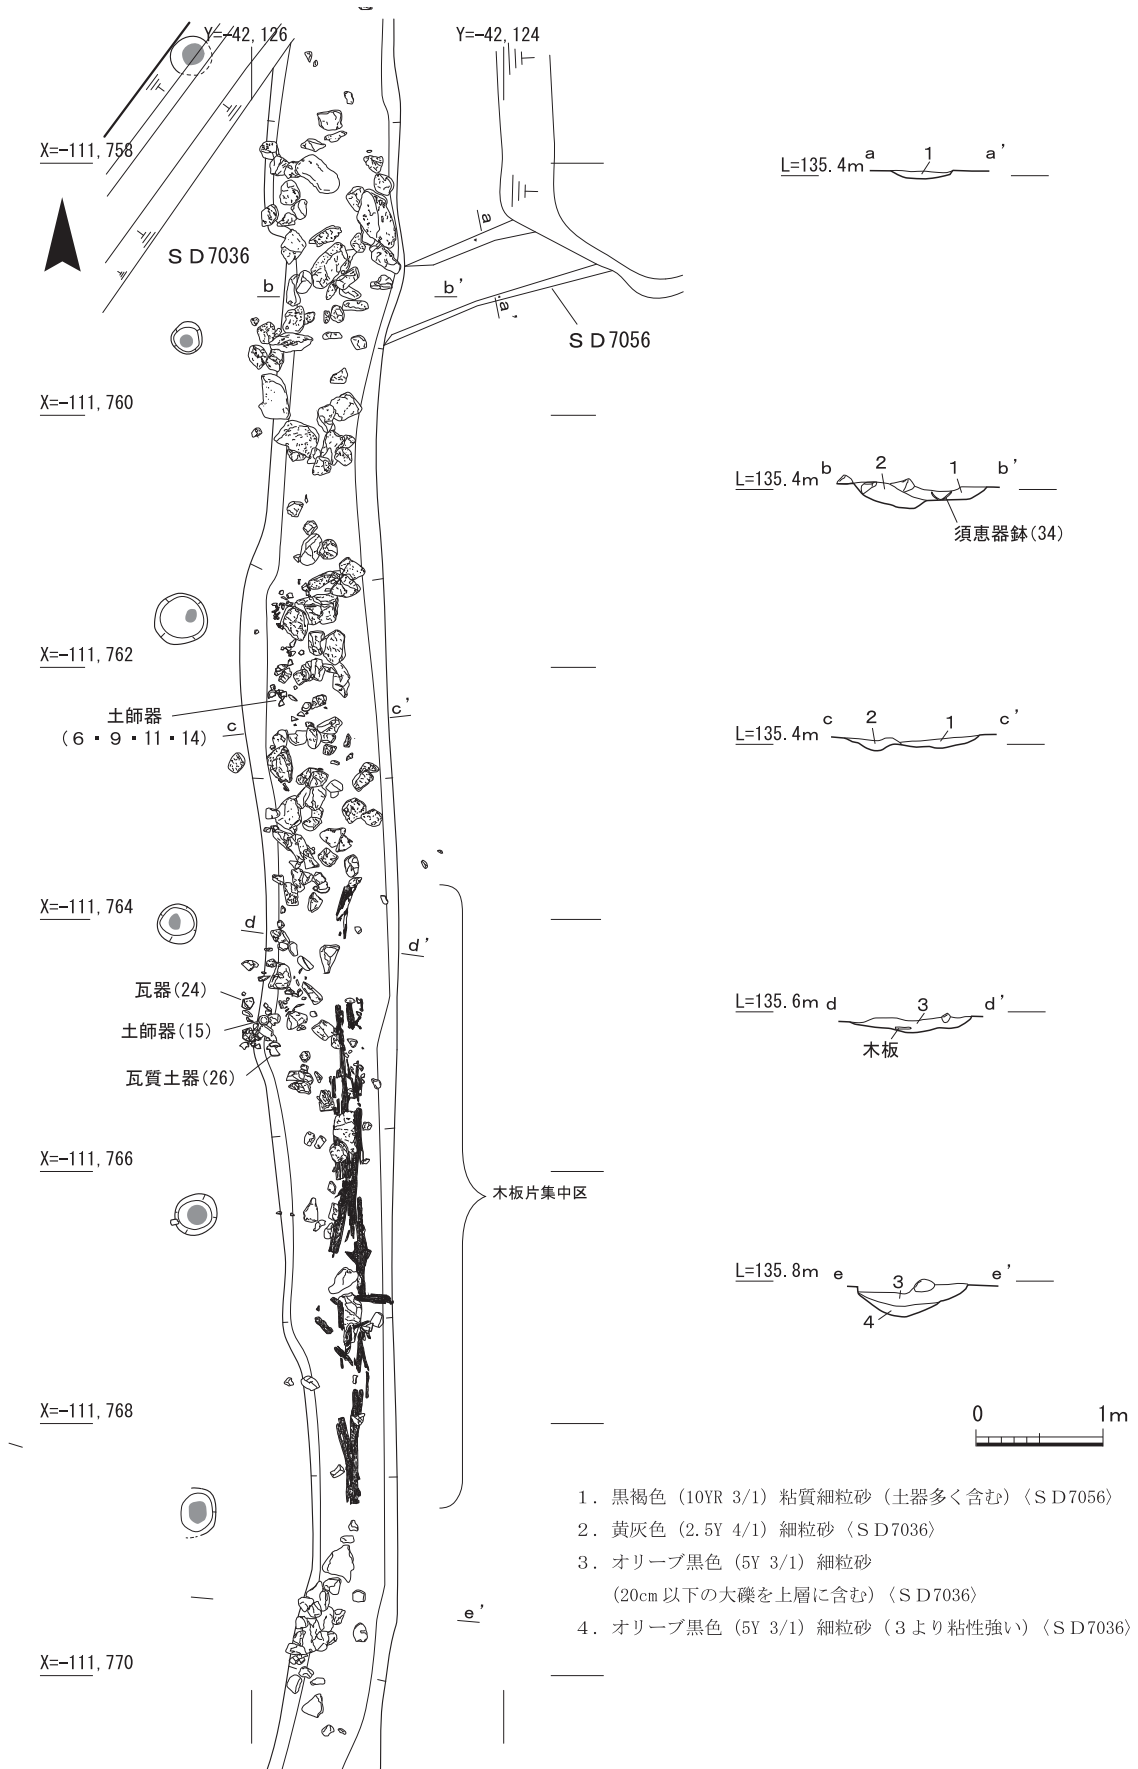 Y=-42,126
Y=-42,124
X=-111,758
ＳＤ7036
a
a'
b
b'
ＳＤ7056
X=-111,760
X=-111,762
土師器
（6・9・11・14）
c
c'
X=-111,764
d
d'
瓦器(24)
土師器(15)
瓦質土器(26)
X=-111,766
木板片集中区
X=-111,768
e'
X=-111,770
L=135.4m
a
1
a'
L=135.4m
b
2
1
b'
須恵器鉢(34)
L=135.4m
c
2
1
c'
L=135.6m
d
3
d'
木板
L=135.8m
e
3
e'
4
0
1m
1．黒褐色（10YR 3/1）粘質細粒砂（土器多く含む）〈ＳＤ7056〉
2．黄灰色（2.5Y 4/1）細粒砂〈ＳＤ7036〉
3．オリーブ黒色（5Y 3/1）細粒砂
（20cm 以下の大礫を上層に含む）〈ＳＤ7036〉
4．オリーブ黒色（5Y 3/1）細粒砂（３より粘性強い）〈ＳＤ7036〉